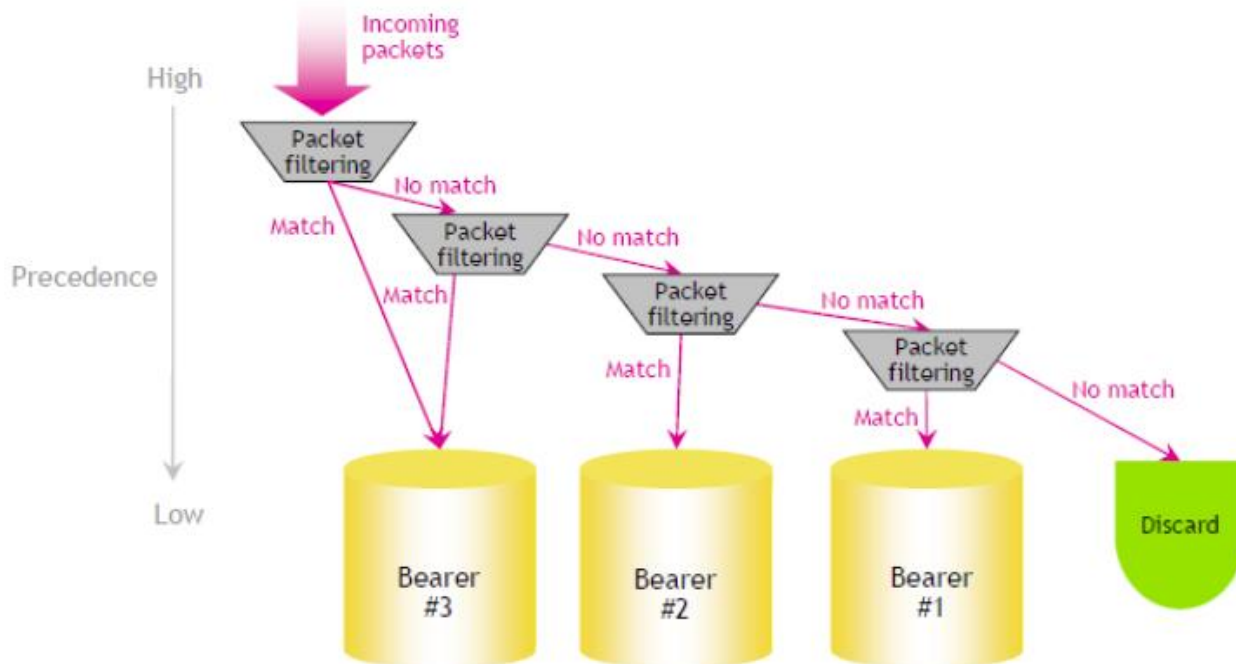 Incoming
packets
High
Packet
filtering
No match
Match
Packet
filtering
No match
Precedence
Match
Packet
filtering
No match
Match
Packet
filtering
No match
Match
Low
Discard
Bearer
#3
Bearer
#2
Bearer
#1